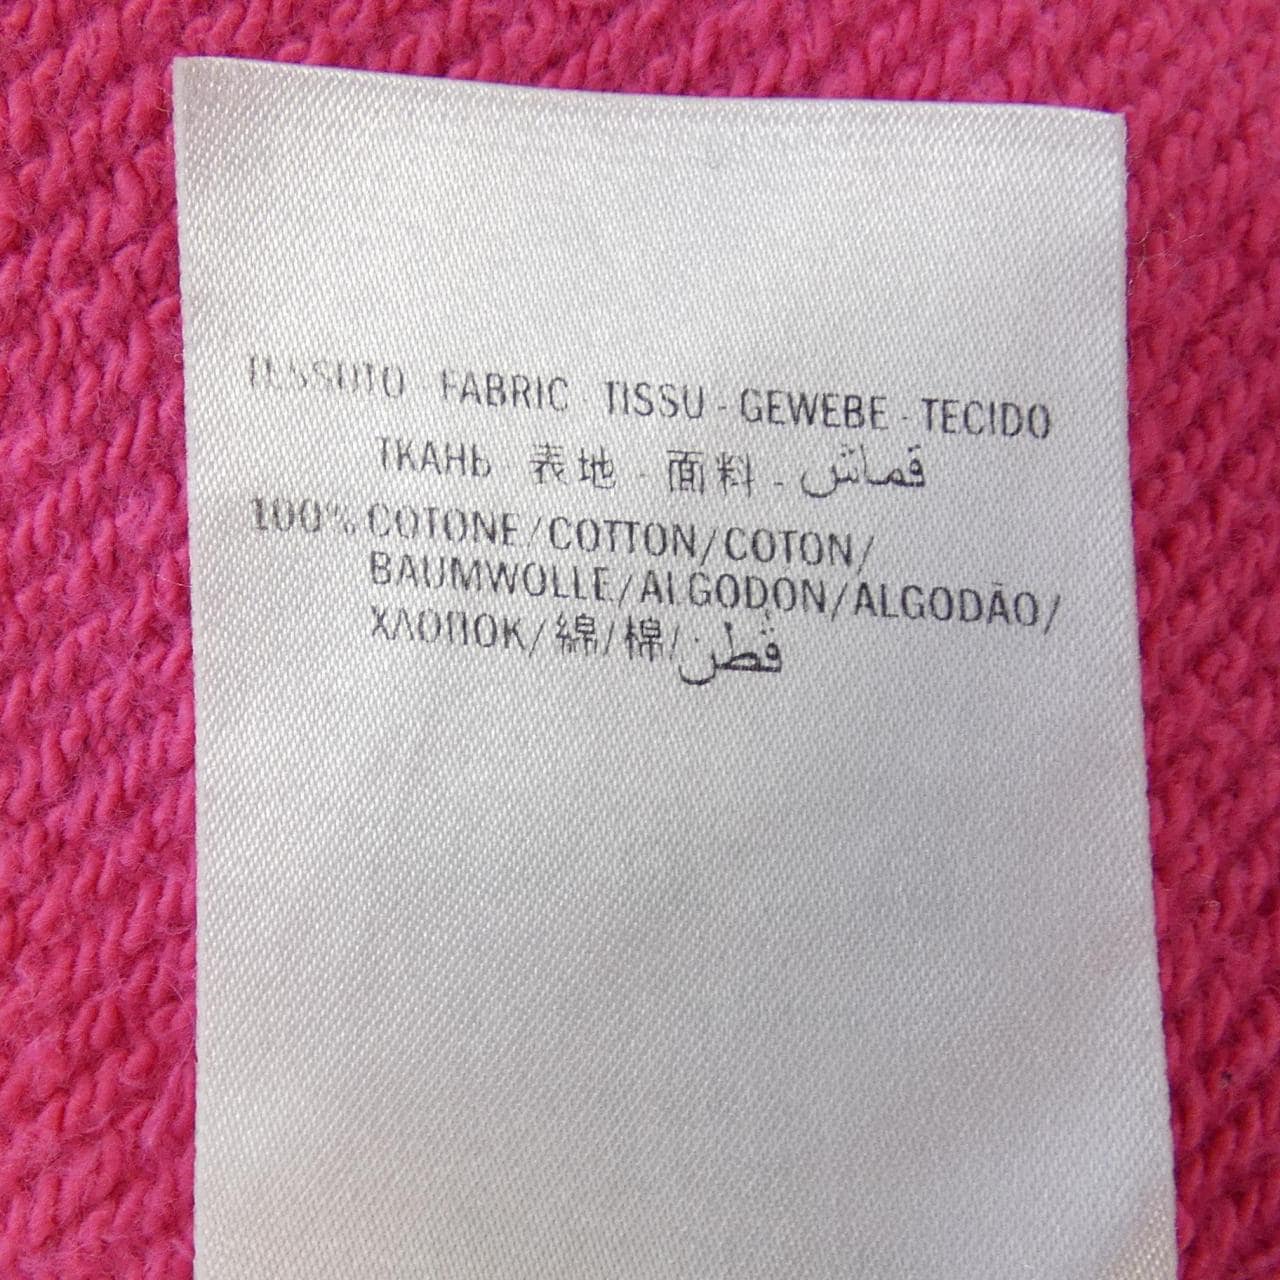 TESSUTO - FABRIC - TISSU - GEWEBE - TECIDO
ТКАНЬ - 表地 - 面料 - قماش
100% COTONE/COTTON/COTON/
BAUMWOLLE/ALGODON/ALGODÃO/
ХЛОПОК/綿/棉/قطن